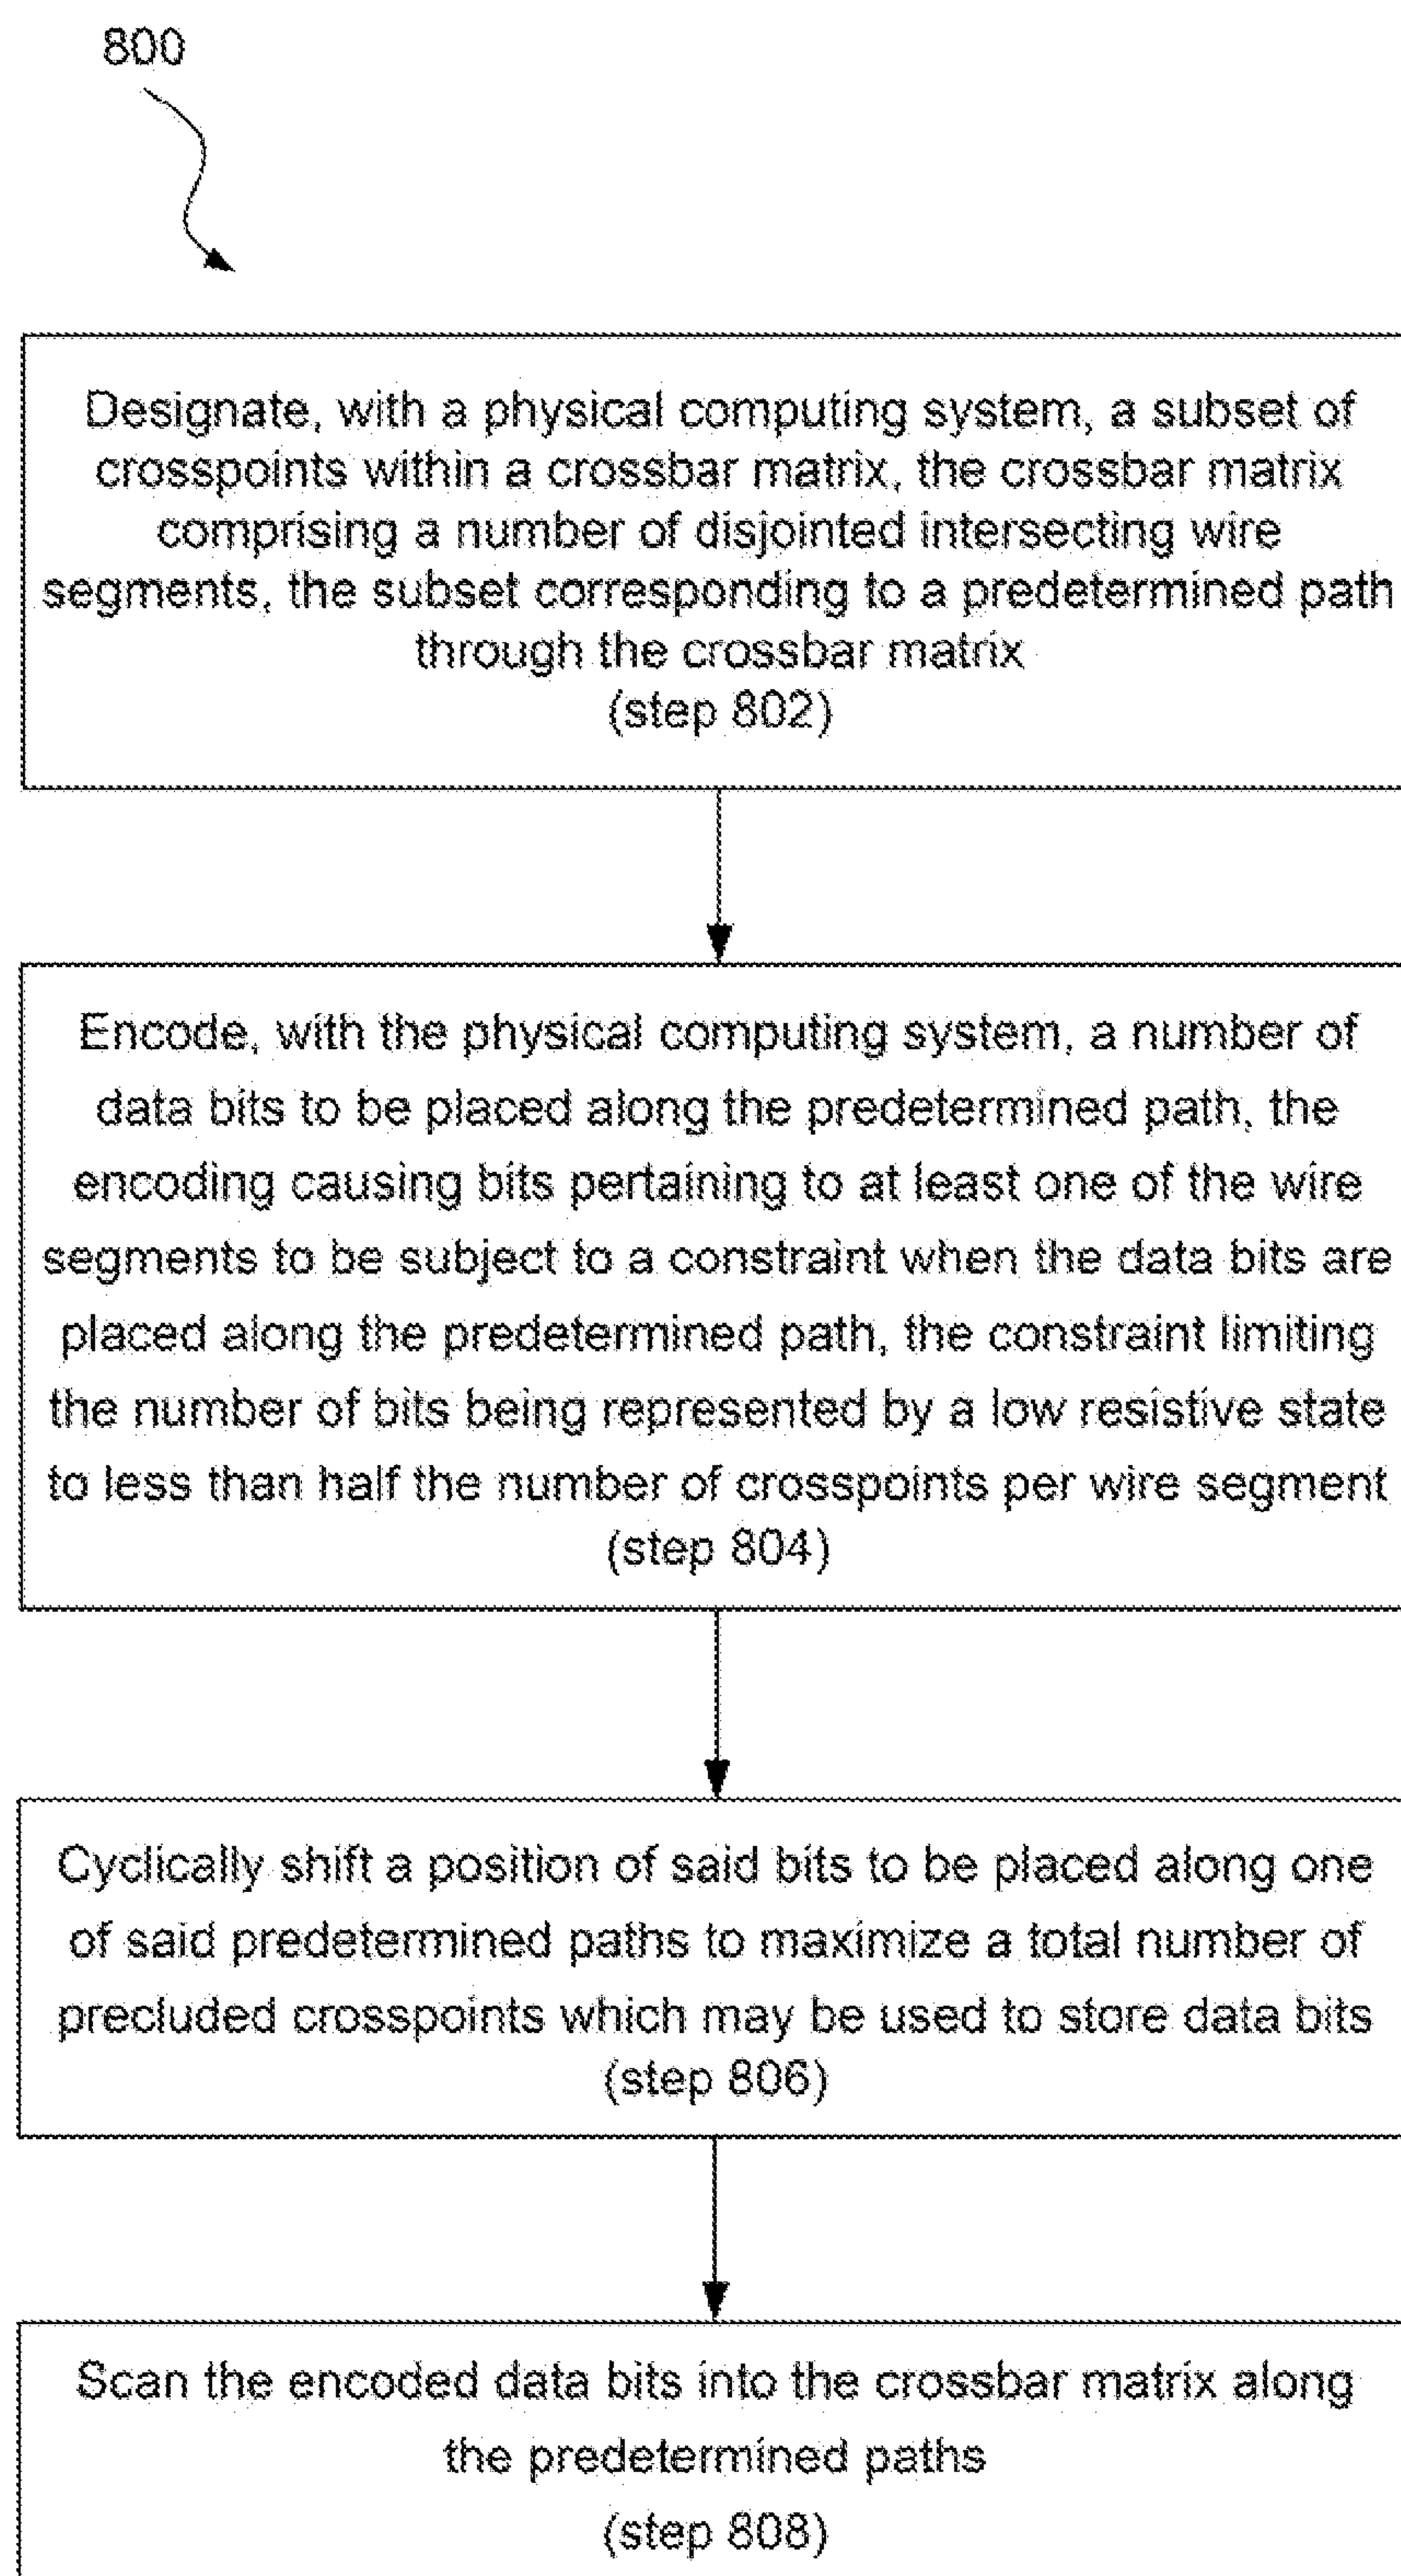 800
Designate, with a physical computing system, a subset of
crosspoints within a crossbar matrix, the crossbar matrix
comprising a number of disjointed intersecting wire
segments, the subset corresponding to a predetermined path
through the crossbar matrix
(step 802)
Encode, with the physical computing system, a number of
data bits to be placed along the predetermined path, the
encoding causing bits pertaining to at least one of the wire
segments to be subject to a constraint when the data bits are
placed along the predetermined path, the constraint limiting
the number of bits being represented by a low resistive state
to less than half the number of crosspoints per wire segment
(step 804)
Cyclically shift a position of said bits to be placed along one
of said predetermined paths to maximize a total number of
precluded crosspoints which may be used to store data bits
(step 806)
Scan the encoded data bits into the crossbar matrix along
the predetermined paths
(step 808)